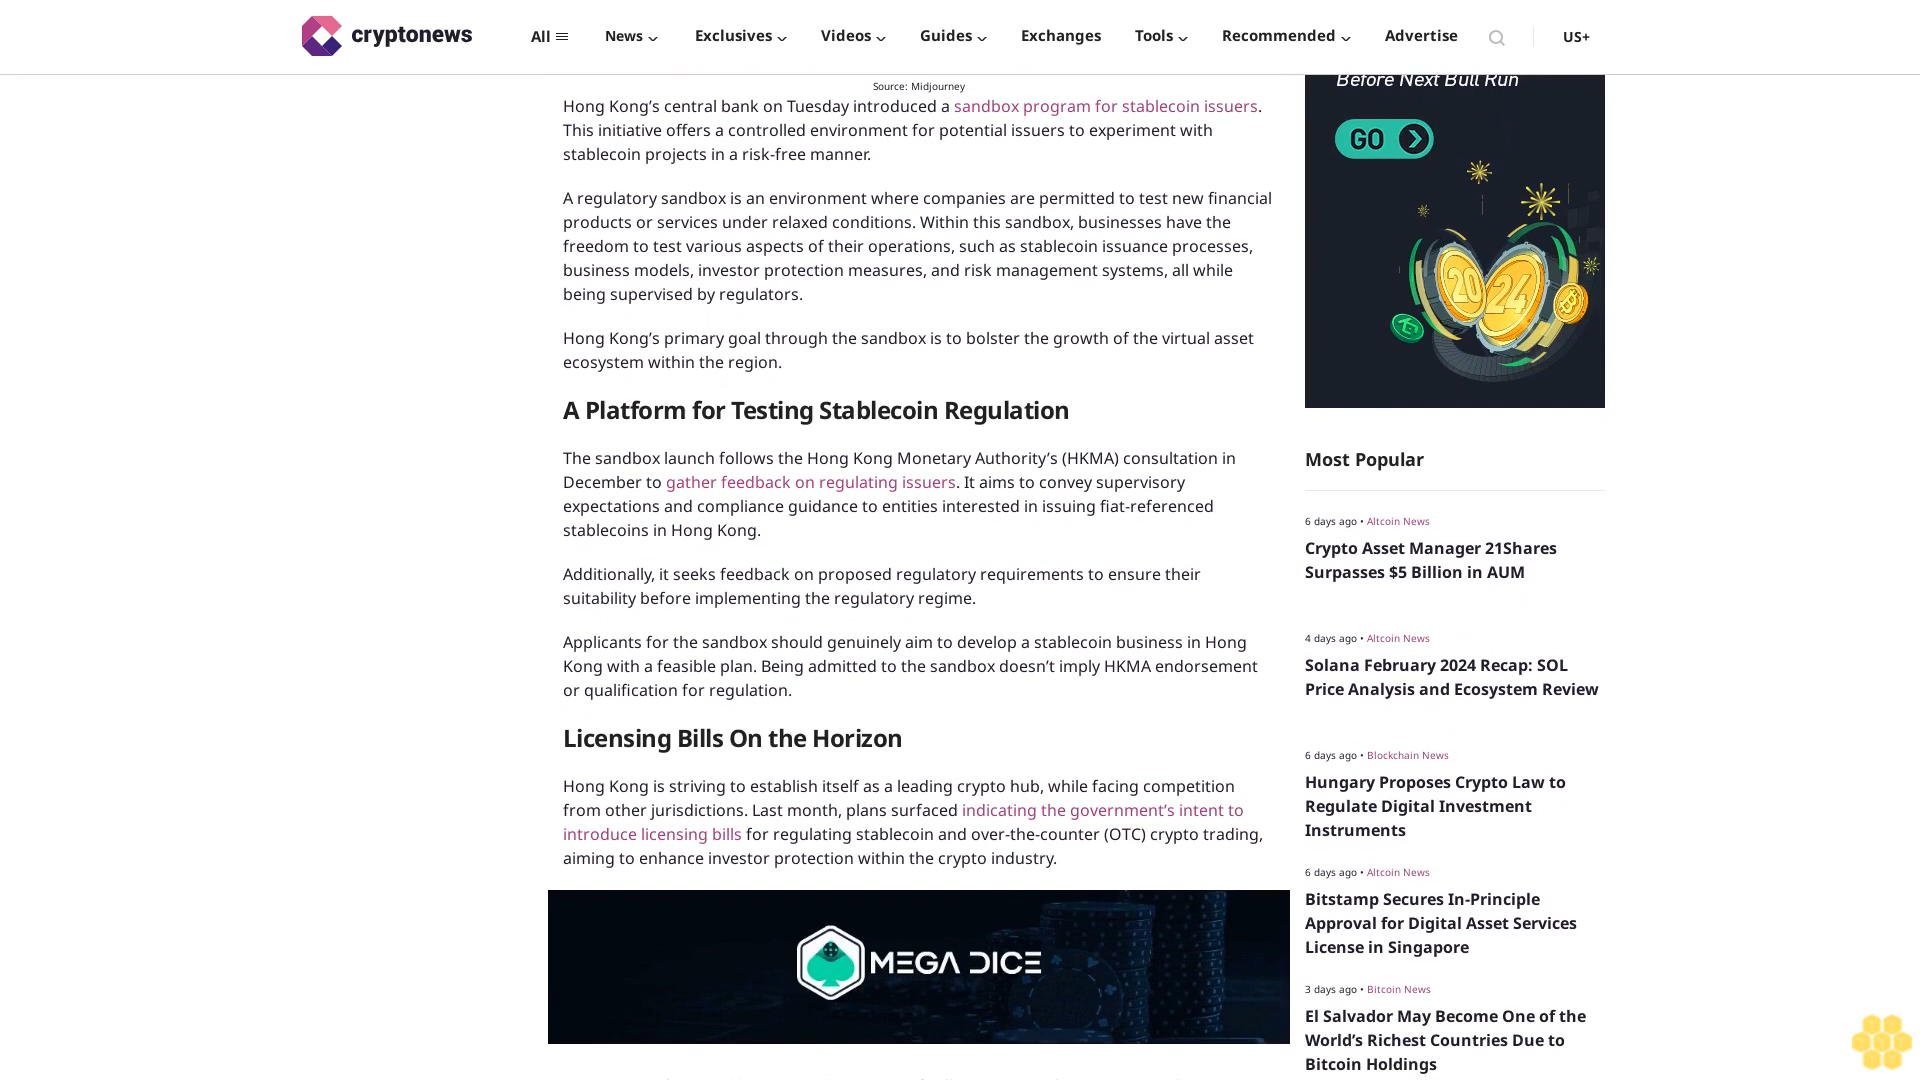 cryptonews
All
News
Exclusives
Videos
Guides
Exchanges
Tools
Recommended
Advertise
US+
Source: Midjourney
Hong Kong’s central bank on Tuesday introduced a sandbox program for stablecoin issuers.
This initiative offers a controlled environment for potential issuers to experiment with
stablecoin projects in a risk-free manner.
A regulatory sandbox is an environment where companies are permitted to test new financial
products or services under relaxed conditions. Within this sandbox, businesses have the
freedom to test various aspects of their operations, such as stablecoin issuance processes,
business models, investor protection measures, and risk management systems, all while
being supervised by regulators.
Hong Kong’s primary goal through the sandbox is to bolster the growth of the virtual asset
ecosystem within the region.
A Platform for Testing Stablecoin Regulation
The sandbox launch follows the Hong Kong Monetary Authority’s (HKMA) consultation in
December to gather feedback on regulating issuers. It aims to convey supervisory
expectations and compliance guidance to entities interested in issuing fiat-referenced
stablecoins in Hong Kong.
Additionally, it seeks feedback on proposed regulatory requirements to ensure their
suitability before implementing the regulatory regime.
Applicants for the sandbox should genuinely aim to develop a stablecoin business in Hong
Kong with a feasible plan. Being admitted to the sandbox doesn’t imply HKMA endorsement
or qualification for regulation.
Licensing Bills On the Horizon
Hong Kong is striving to establish itself as a leading crypto hub, while facing competition
from other jurisdictions. Last month, plans surfaced indicating the government’s intent to
introduce licensing bills for regulating stablecoin and over-the-counter (OTC) crypto trading,
aiming to enhance investor protection within the crypto industry.
MEGA DICE
Before Next Bull Run
GO
20
24
Most Popular
6 days ago • Altcoin News
Crypto Asset Manager 21Shares
Surpasses $5 Billion in AUM
4 days ago • Altcoin News
Solana February 2024 Recap: SOL
Price Analysis and Ecosystem Review
6 days ago • Blockchain News
Hungary Proposes Crypto Law to
Regulate Digital Investment
Instruments
6 days ago • Altcoin News
Bitstamp Secures In-Principle
Approval for Digital Asset Services
License in Singapore
3 days ago • Bitcoin News
El Salvador May Become One of the
World’s Richest Countries Due to
Bitcoin Holdings